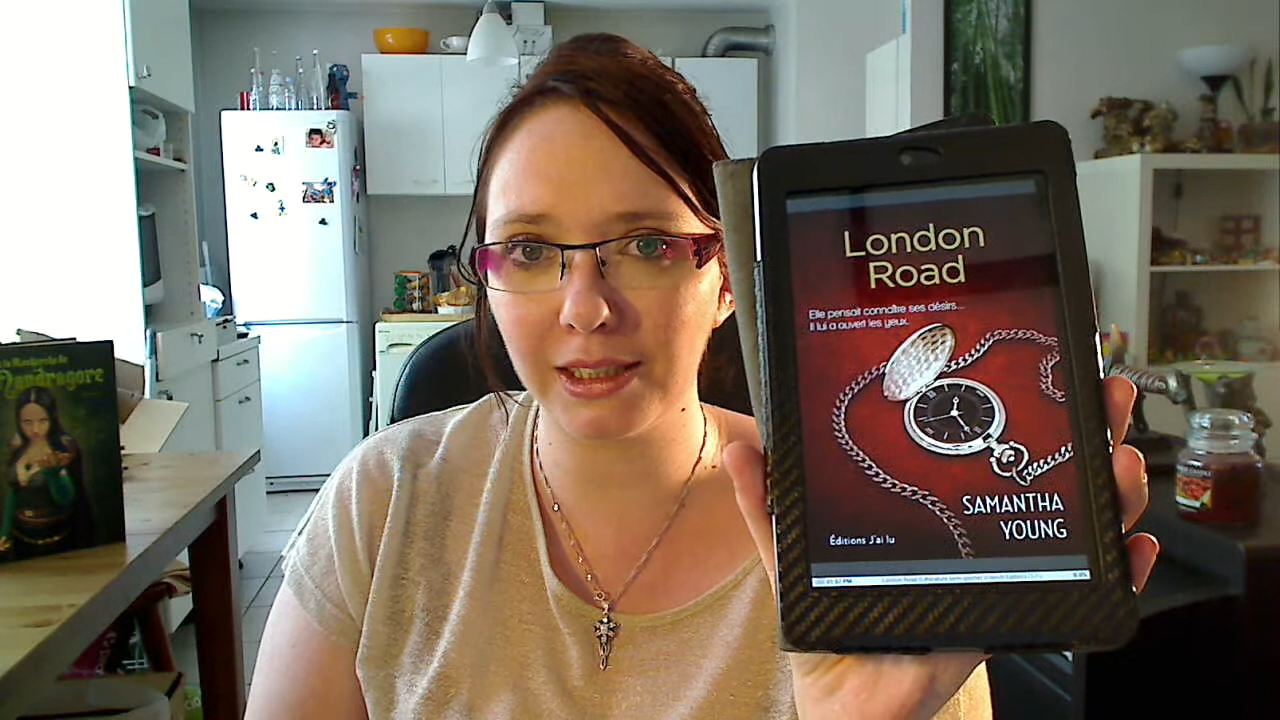 London
Road
Elle pensait connaître ses désirs...
Il lui a ouvert les yeux.
SAMANTHA
YOUNG
Éditions J'ai lu
Mandragore